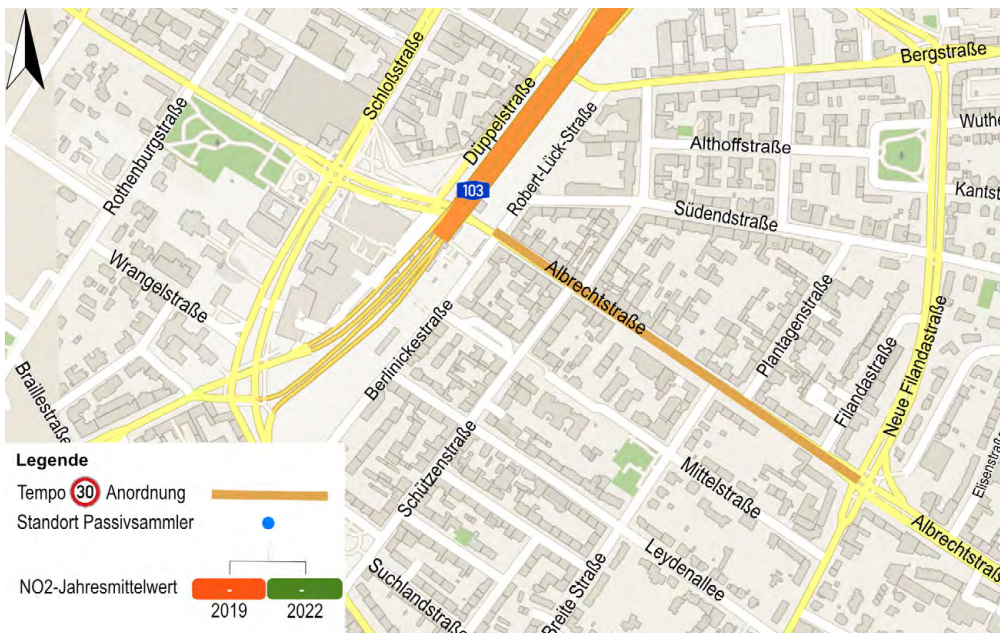 Bergstraße
Schloßstraße
Düppelstraße
Rothenburgstraße
Wuthe
Althoffstraße
Robert-Lück-Straße
103
Kantst
Südendstraße
Wrangelstraße
Albrechtstraße
Plantagenstraße
Berlinickestraße
Filandastraße
Neue Filandastraße
Braillestraße
Elisenstraße
Schützenstraße
Mittelstraße
Albrechtstraße
Leydenallee
Suchlandstraße
Breite Straße
Legende
Tempo 30 Anordnung
Standort Passivsammler
NO2-Jahresmittelwert
- -
2019 2022